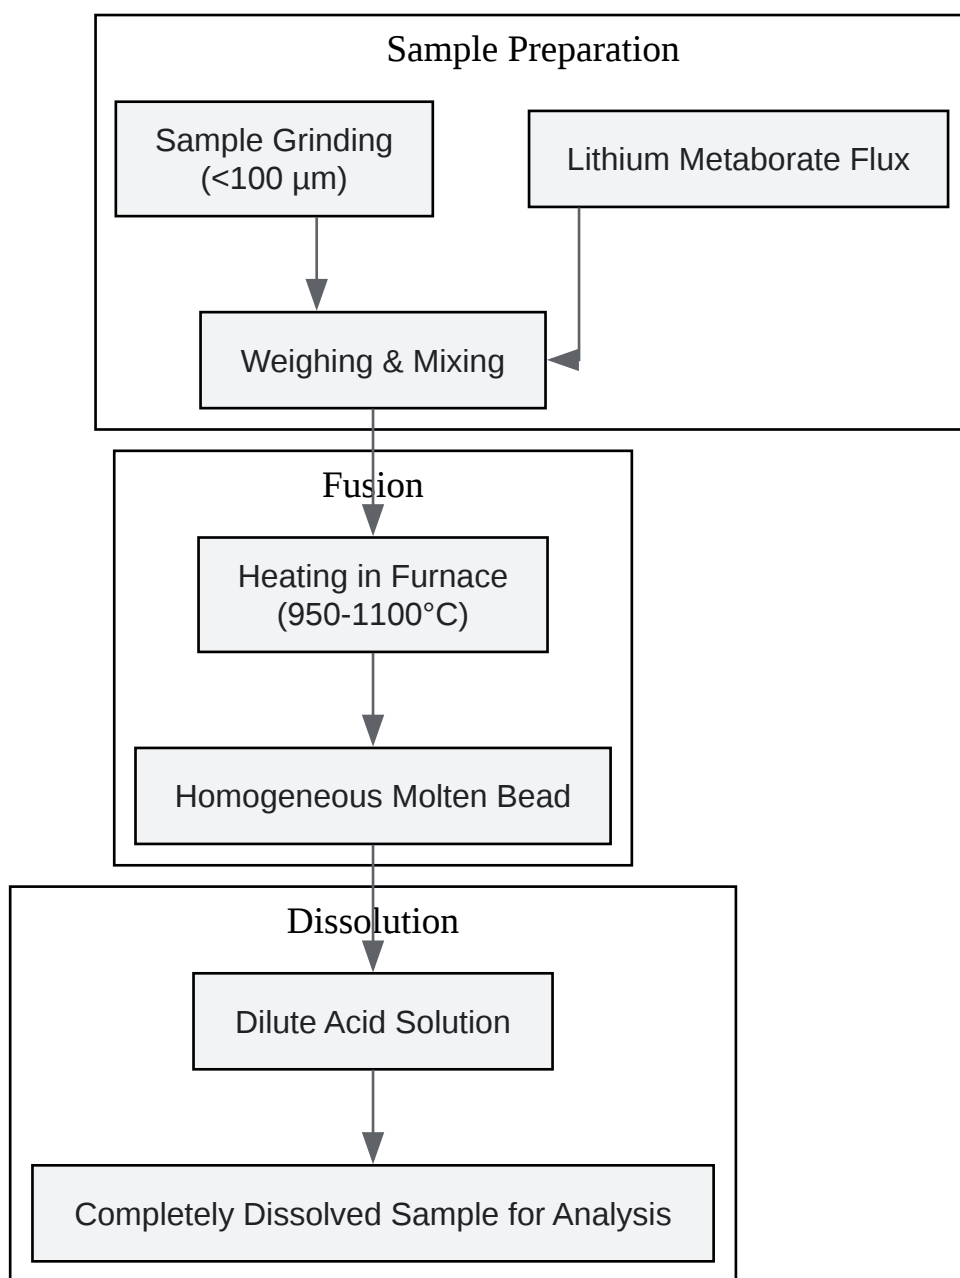 Sample Preparation
Sample Grinding
(<100 µm)
Lithium Metaborate Flux
Weighing & Mixing
Fusion
Heating in Furnace
(950-1100°C)
Homogeneous Molten Bead
Dissolution
Dilute Acid Solution
Completely Dissolved Sample for Analysis